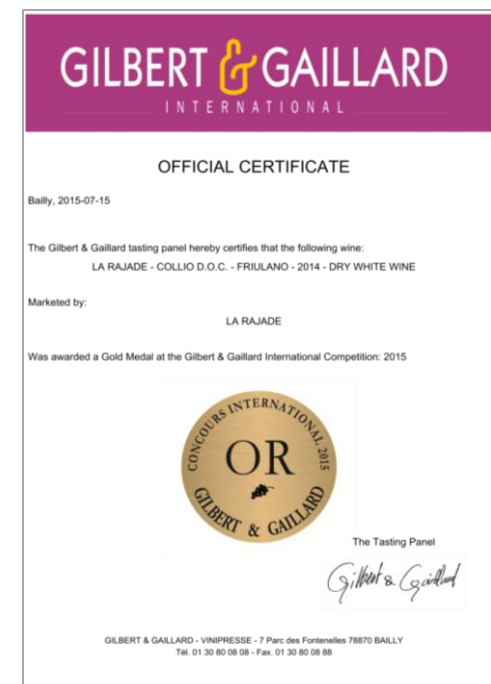 GILBERT & GAILLARD
INTERNATIONAL
OFFICIAL CERTIFICATE
Bailly, 2015-07-15
The Gilbert & Gaillard tasting panel hereby certifies that the following wine:
LA RAJADE - COLLIO D.O.C. - FRIULANO - 2014 - DRY WHITE WINE
Marketed by:
LA RAJADE
Was awarded a Gold Medal at the Gilbert & Gaillard International Competition: 2015
CONCOURS INTERNATIONAL 2015
OR
GILBERT & GAILLARD
The Tasting Panel
Gilbert & Gaillard
GILBERT & GAILLARD - VINIPRESSE - 7 Parc des Fontenelles 78870 BAILLY
Tél. 01 30 80 08 08 - Fax. 01 30 80 08 88